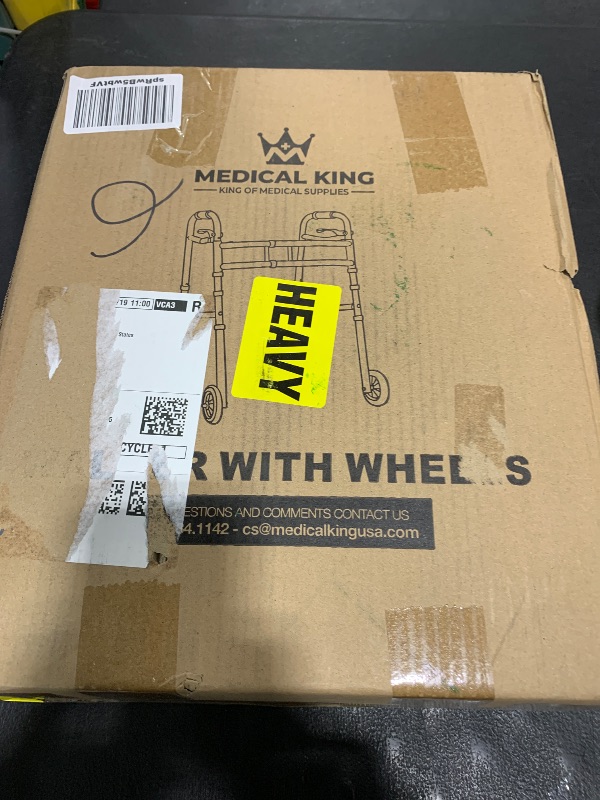 spRwB5wbtVF
MEDICAL KING
KING OF MEDICAL SUPPLIES
/19 11:00 VCA3 R
HEAVY
CYCLE 1
R WITH WHEE S
ESTIONS AND COMMENTS CONTACT US
4.1142 - cs@medicalkingusa.com